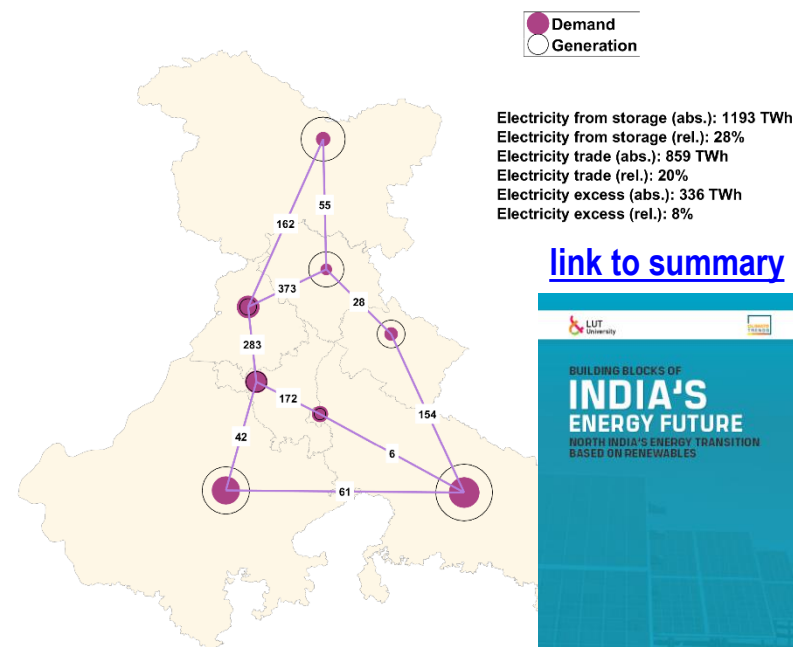 Demand
Generation
Electricity from storage (abs.): 1193 TWh
Electricity from storage (rel.): 28%
Electricity trade (abs.): 859 TWh
Electricity trade (rel.): 20%
Electricity excess (abs.): 336 TWh
Electricity excess (rel.): 8%
55
162
373
28
283
172
154
42
6
61
link to summary
LUT
University
CLIMATE
TRENDS
BUILDING BLOCKS OF
INDIA'S
ENERGY FUTURE
NORTH INDIA'S ENERGY TRANSITION
BASED ON RENEWABLES